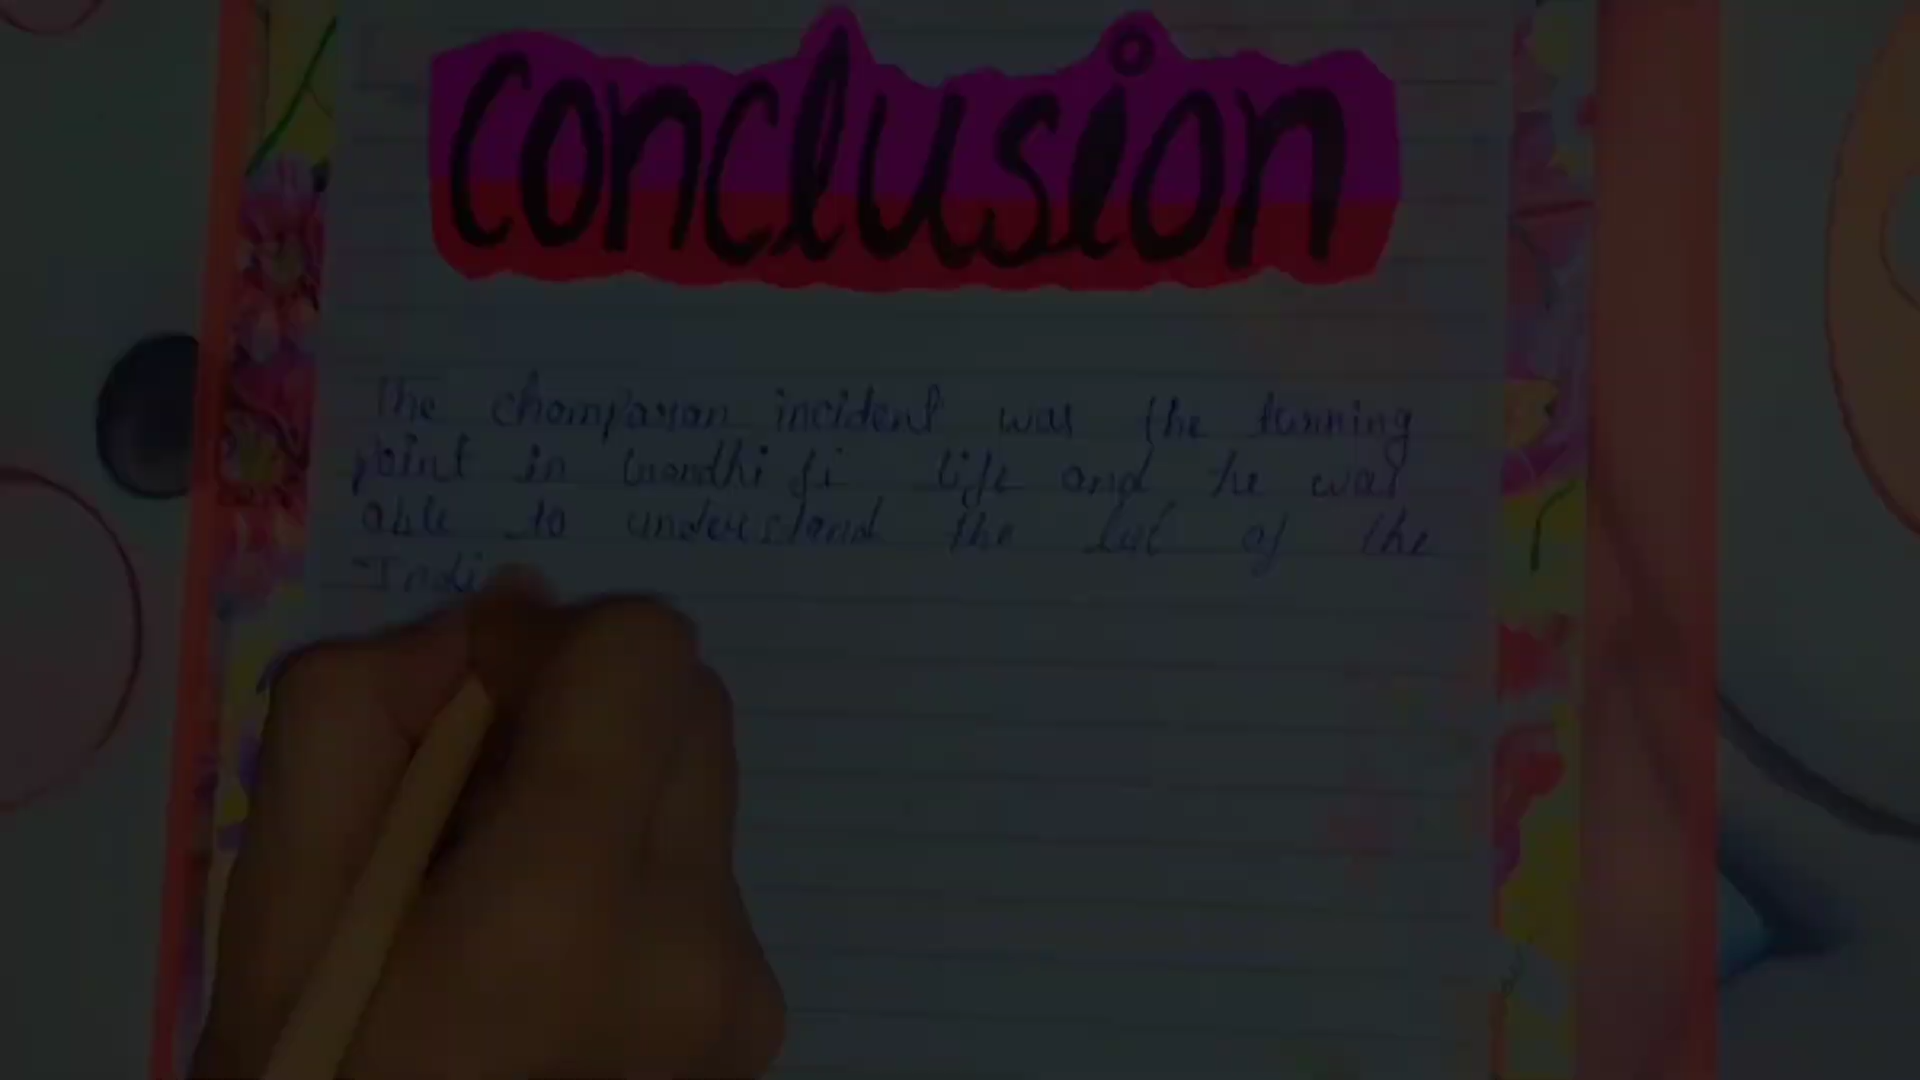 conclusion
The champaran incident was the turning
point in Gandhi ji life and he was
able to understand the lot of the
Indi